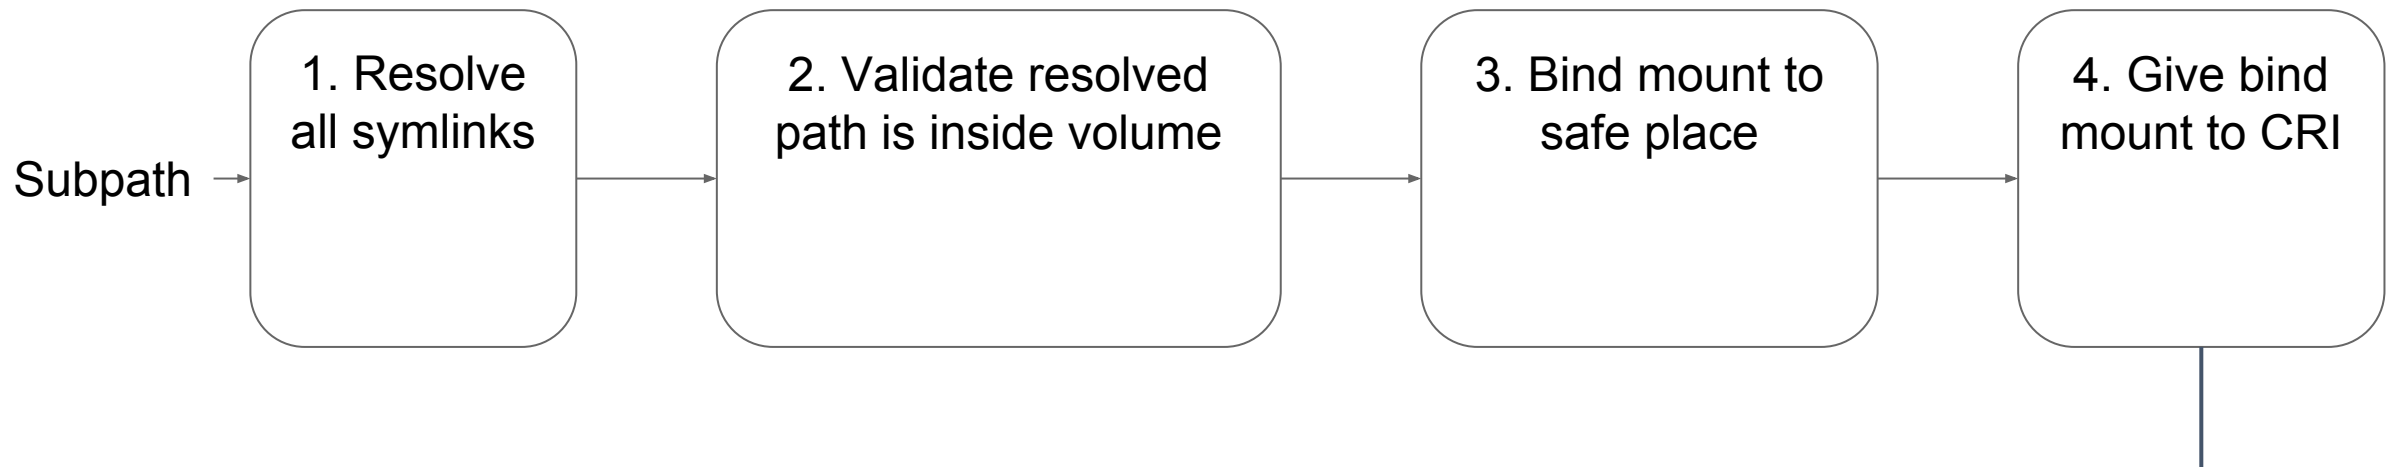 Subpath
1. Resolve
all symlinks
2. Validate resolved
path is inside volume
3. Bind mount to
safe place
4. Give bind
mount to CRI